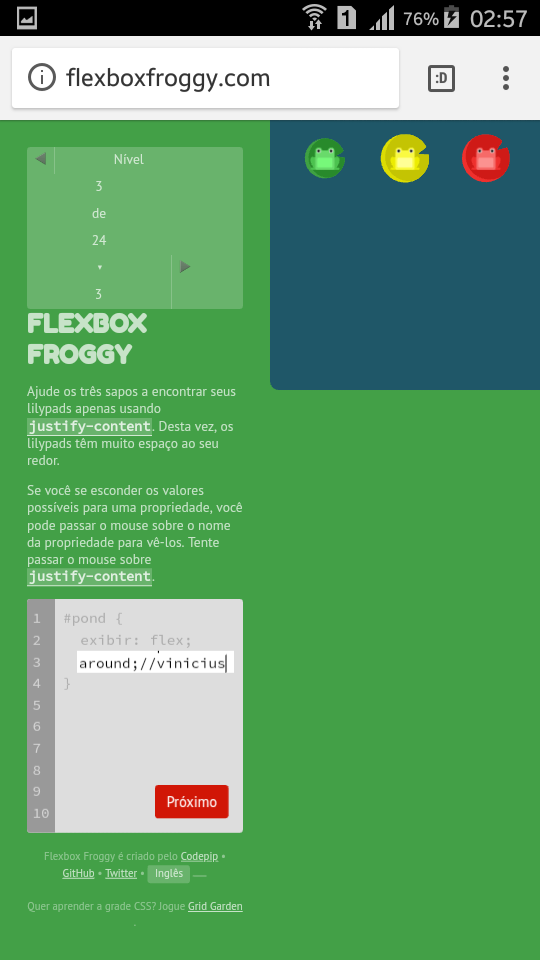 1 76% 02:57
flexboxfroggy.com :D
Nível
3
de
24
▾
3
FLEXBOX
FROGGY
Ajude os três sapos a encontrar seus
lilypads apenas usando
justify-content. Desta vez, os
lilypads têm muito espaço ao seu
redor.
Se você se esconder os valores
possíveis para uma propriedade, você
pode passar o mouse sobre o nome
da propriedade para vê-los. Tente
passar o mouse sobre
justify-content.
1 #pond {
2 exibir: flex;
3 around;//vinicius
4 }
5
6
7
8
9
10
Próximo
Flexbox Froggy é criado pelo Codepip •
GitHub • Twitter • Inglês
Quer aprender a grade CSS? Jogue Grid Garden
.